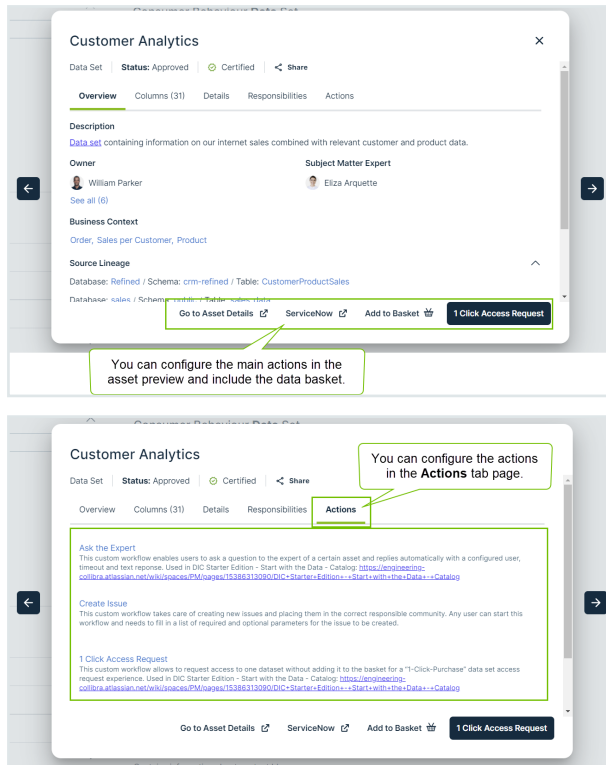 Consumer Behaviour Data Set
Customer Analytics
Data Set Status: Approved Certified Share
Overview Columns (31) Details Responsibilities Actions
Description
Data set containing information on our internet sales combined with relevant customer and product data.
Owner Subject Matter Expert
William Parker Eliza Arquette
See all (6)
Business Context
Order, Sales per Customer, Product
Source Lineage
Database: Refined / Schema: crm-refined / Table: CustomerProductSales
Database: sales / Schema: public / Table: sales_data
Go to Asset Details ServiceNow Add to Basket 1 Click Access Request
You can configure the main actions in the
asset preview and include the data basket.
Consumer Behaviour Data Set
Customer Analytics
You can configure the actions
in the Actions tab page.
Data Set Status: Approved Certified Share
Overview Columns (31) Details Responsibilities Actions
Ask the Expert
This custom workflow enables users to ask a question to the expert of a certain asset and replies automatically with a configured user,
timeout and text reponse. Used in DIC Starter Edition - Start with the Data - Catalog: https://engineering-
collibra.atlassian.net/wiki/spaces/PM/pages/15386313090/DIC+Starter+Edition+-+Start+with+the+Data+-+Catalog
Create Issue
This custom workflow takes care of creating new issues and placing them in the correct responsible community. Any user can start this
workflow and needs to fill in a list of required and optional parameters for the issue to be created.
1 Click Access Request
This custom workflow allows to request access to one dataset without adding it to the basket for a "1-Click-Purchase" data set access
request experience. Used in DIC Starter Edition - Start with the Data - Catalog: https://engineering-
collibra.atlassian.net/wiki/spaces/PM/pages/15386313090/DIC+Starter+Edition+-+Start+with+the+Data+-+Catalog
Go to Asset Details ServiceNow Add to Basket 1 Click Access Request